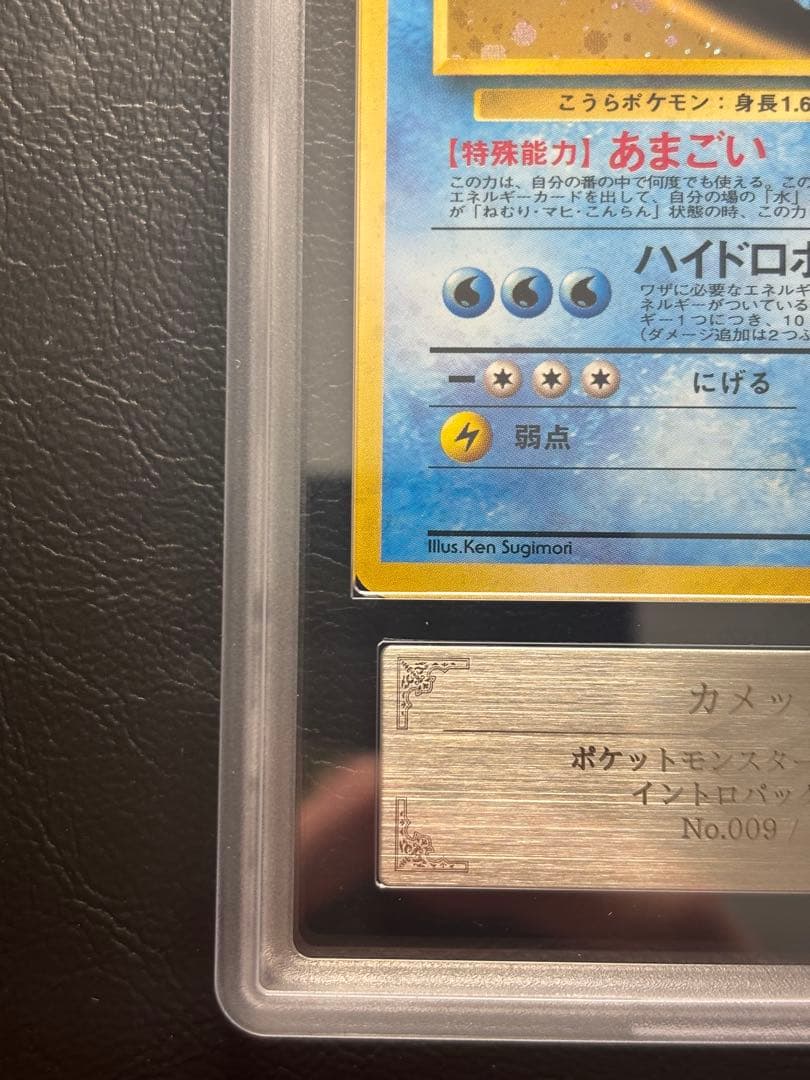 こうらポケモン：身長1.6
【特殊能力】あまごい
この力は、自分の番の中で何度でも使える。この
エネルギーカードを出して、自分の場の「水」
が「ねむり・マヒ・こんらん」状態の時、この力
ハイドロポ
ワザに必要なエネルギ
ネルギーがついている
ギー1つにつき、10
（ダメージ追加は2つぶ
にげる
弱点
Illus.Ken Sugimori
カメッ
ポケットモンスター
イントロパック
No.009 /